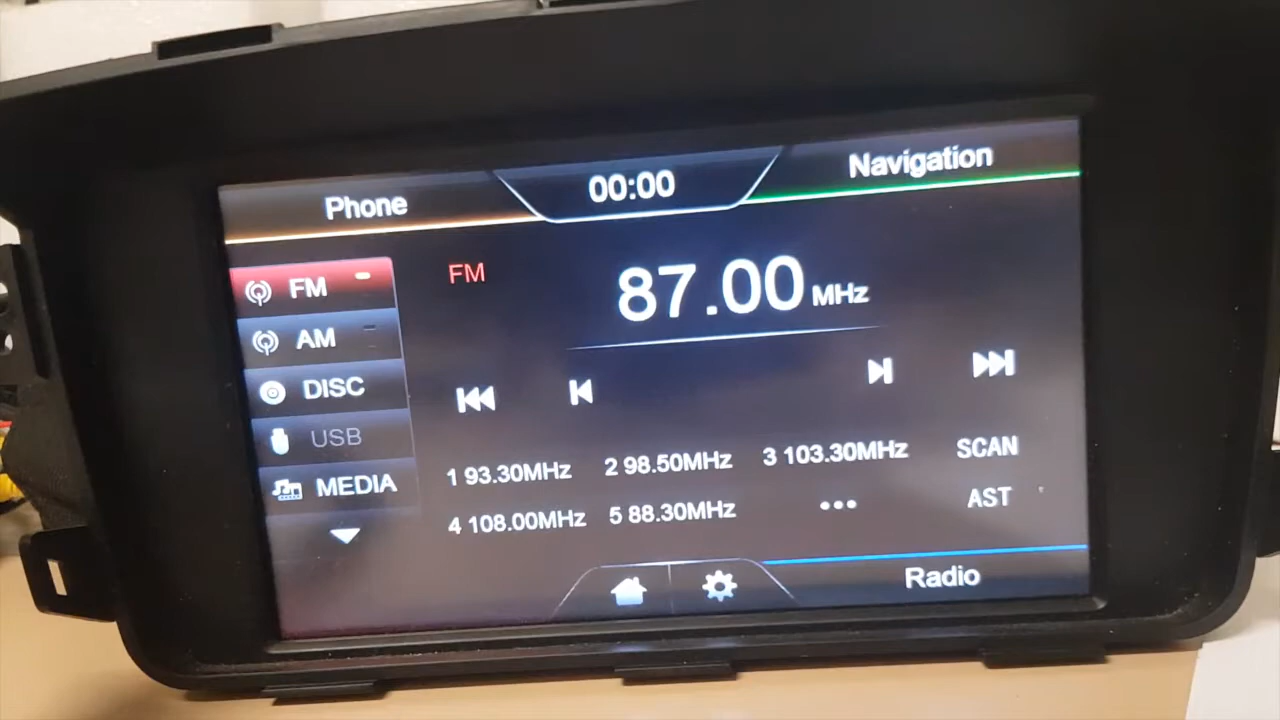 Phone
00:00
Navigation
FM
AM
DISC
USB
MEDIA
FM
87.00 MHz
1 93.30MHz
2 98.50MHz
3 103.30MHz
SCAN
4 108.00MHz
5 88.30MHz
•••
AST
Radio